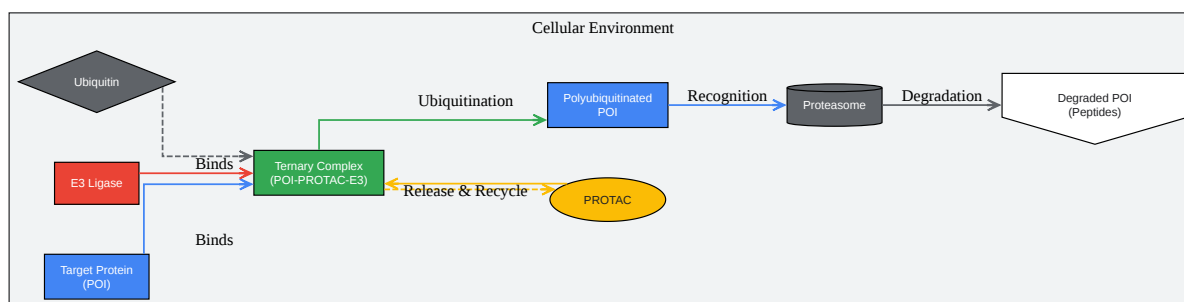 Cellular Environment
Ubiquitin
Ubiquitination
Polyubiquitinated
POI
Recognition
Proteasome
Degradation
Degraded POI
(Peptides)
Binds
E3 Ligase
Ternary Complex
(POI-PROTAC-E3)
Release & Recycle
PROTAC
Binds
Target Protein
(POI)